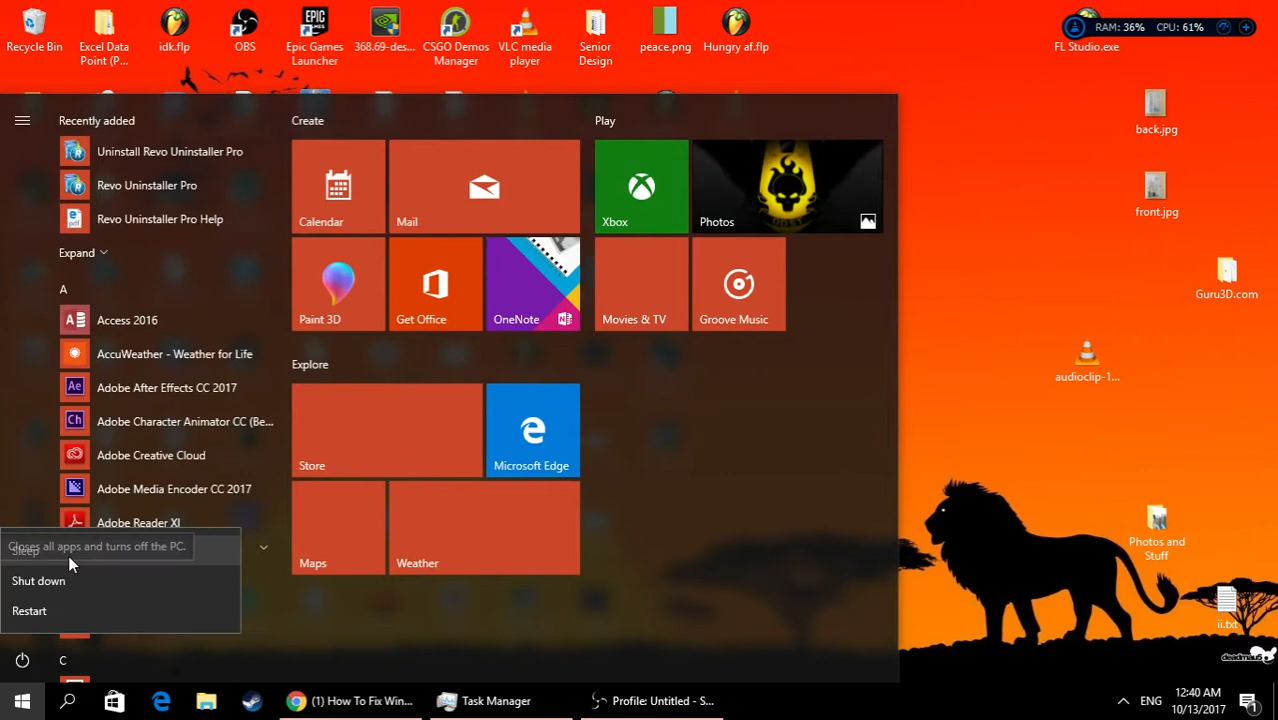 Recycle Bin
Excel Data
Point (P...
idk.flp
OBS
Epic Games
Launcher
368.69-des...
CSGO Demos
Manager
VLC media
player
Senior
Design
peace.png
Hungry af.flp
FL Studio.exe
RAM: 36%
CPU: 61%
back.jpg
front.jpg
Guru3D.com
audioclip-1...
Photos and
Stuff
ii.txt
Recently added
Uninstall Revo Uninstaller Pro
Revo Uninstaller Pro
Revo Uninstaller Pro Help
Expand
A
Access 2016
AccuWeather - Weather for Life
Adobe After Effects CC 2017
Adobe Character Animator CC (Be...
Adobe Creative Cloud
Adobe Media Encoder CC 2017
Adobe Reader XI
Closes all apps and turns off the PC.
Sleep
Shut down
Restart
C
Create
Calendar
Mail
Paint 3D
Get Office
OneNote
Play
Xbox
Photos
Movies & TV
Groove Music
Explore
Store
Microsoft Edge
Maps
Weather
(1) How To Fix Win...
Task Manager
Profile: Untitled - S...
ENG
12:40 AM
10/13/2017
1